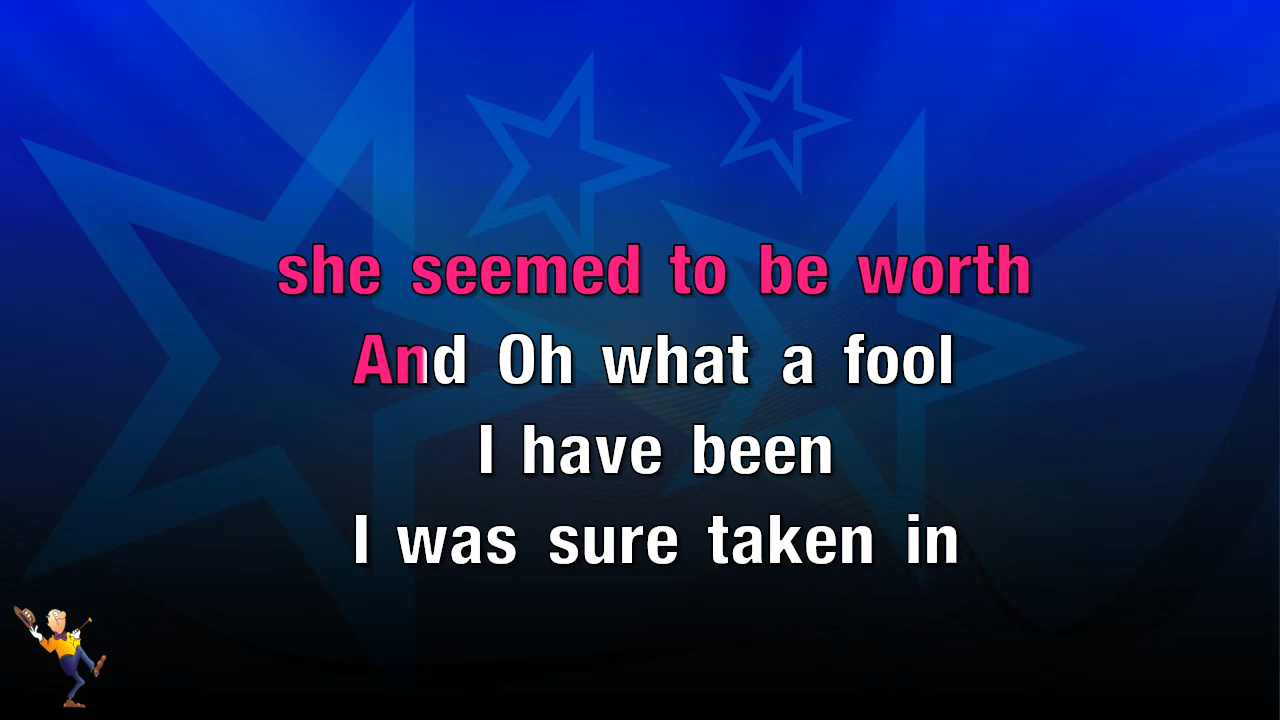 she seemed to be worth
And Oh what a fool
I have been
I was sure taken in